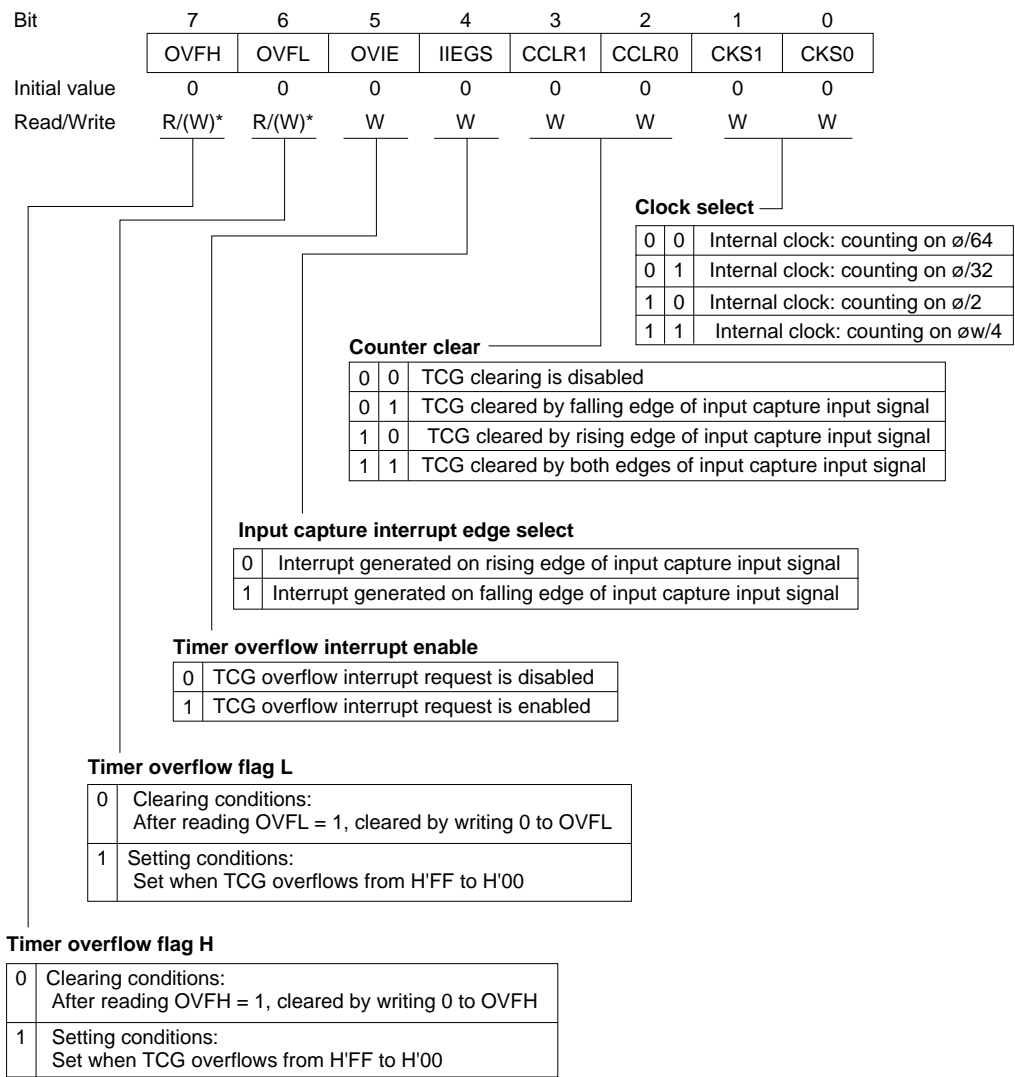 Bit 7 6 5 4 3 2 1 0
OVFH OVFL OVIE IIEGS CCLR1 CCLR0 CKS1 CKS0
Initial value 0 0 0 0 0 0 0 0
Read/Write R/(W)* R/(W)* W W W W W W
Clock select
0 0 Internal clock: counting on ø/64
0 1 Internal clock: counting on ø/32
1 0 Internal clock: counting on ø/2
1 1 Internal clock: counting on øw/4
Counter clear
0 0 TCG clearing is disabled
0 1 TCG cleared by falling edge of input capture input signal
1 0 TCG cleared by rising edge of input capture input signal
1 1 TCG cleared by both edges of input capture input signal
Input capture interrupt edge select
0 Interrupt generated on rising edge of input capture input signal
1 Interrupt generated on falling edge of input capture input signal
Timer overflow interrupt enable
0 TCG overflow interrupt request is disabled
1 TCG overflow interrupt request is enabled
Timer overflow flag L
0 Clearing conditions:
After reading OVFL = 1, cleared by writing 0 to OVFL
1 Setting conditions:
Set when TCG overflows from H'FF to H'00
Timer overflow flag H
0 Clearing conditions:
After reading OVFH = 1, cleared by writing 0 to OVFH
1 Setting conditions:
Set when TCG overflows from H'FF to H'00